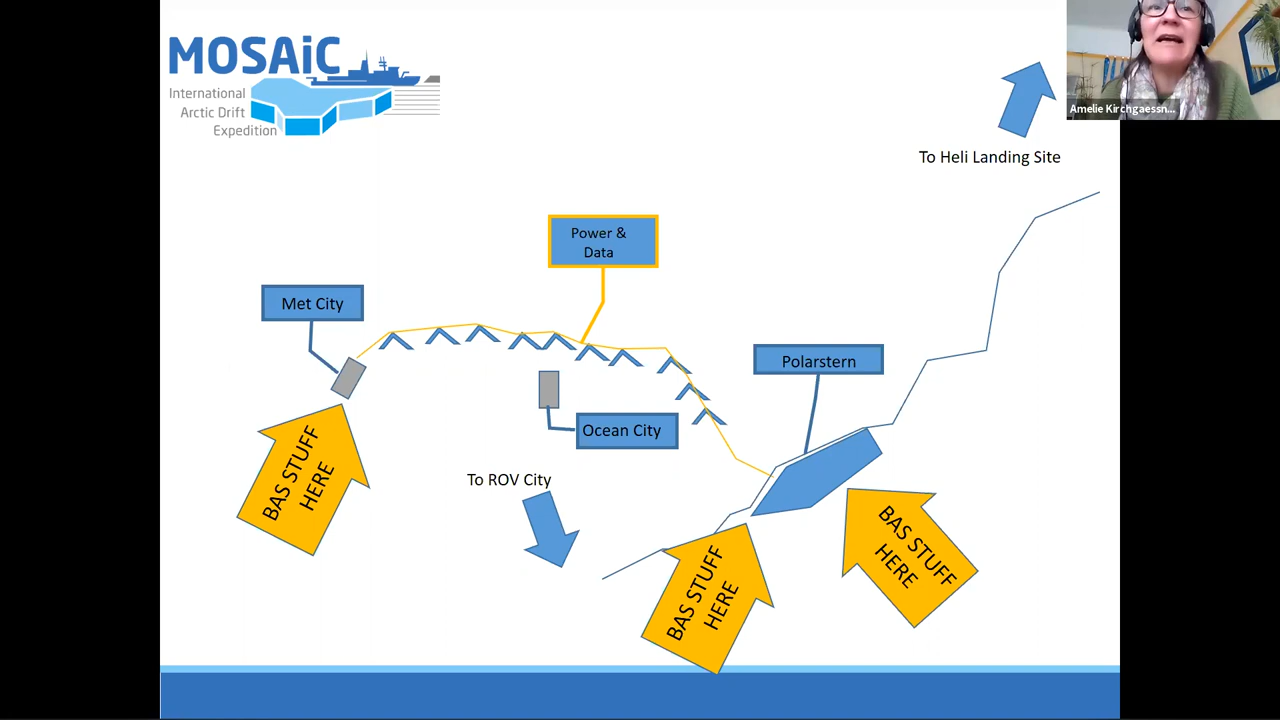 MOSAiC
International
Arctic Drift
Expedition
Amelie Kirchgaessn...
To Heli Landing Site
Power &
Data
Met City
Polarstern
Ocean City
To ROV City
BAS STUFF
HERE
BAS STUFF
HERE
BAS STUFF
HERE